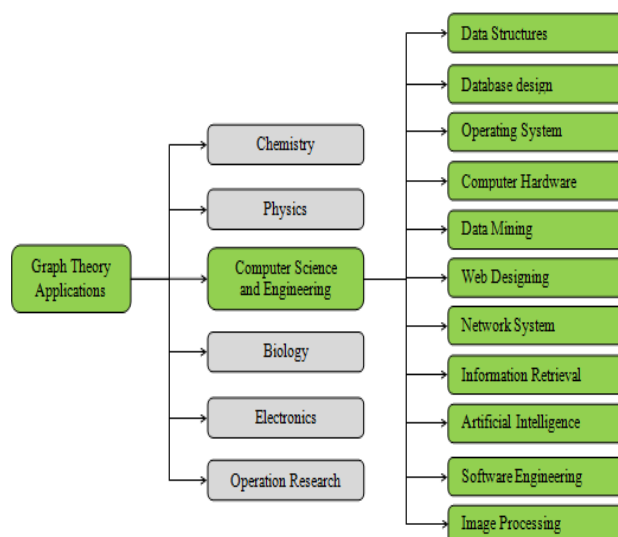 Graph Theory
Applications
Chemistry
Physics
Computer Science
and Engineering
Biology
Electronics
Operation Research
Data Structures
Database design
Operating System
Computer Hardware
Data Mining
Web Designing
Network System
Information Retrieval
Artificial Intelligence
Software Engineering
Image Processing